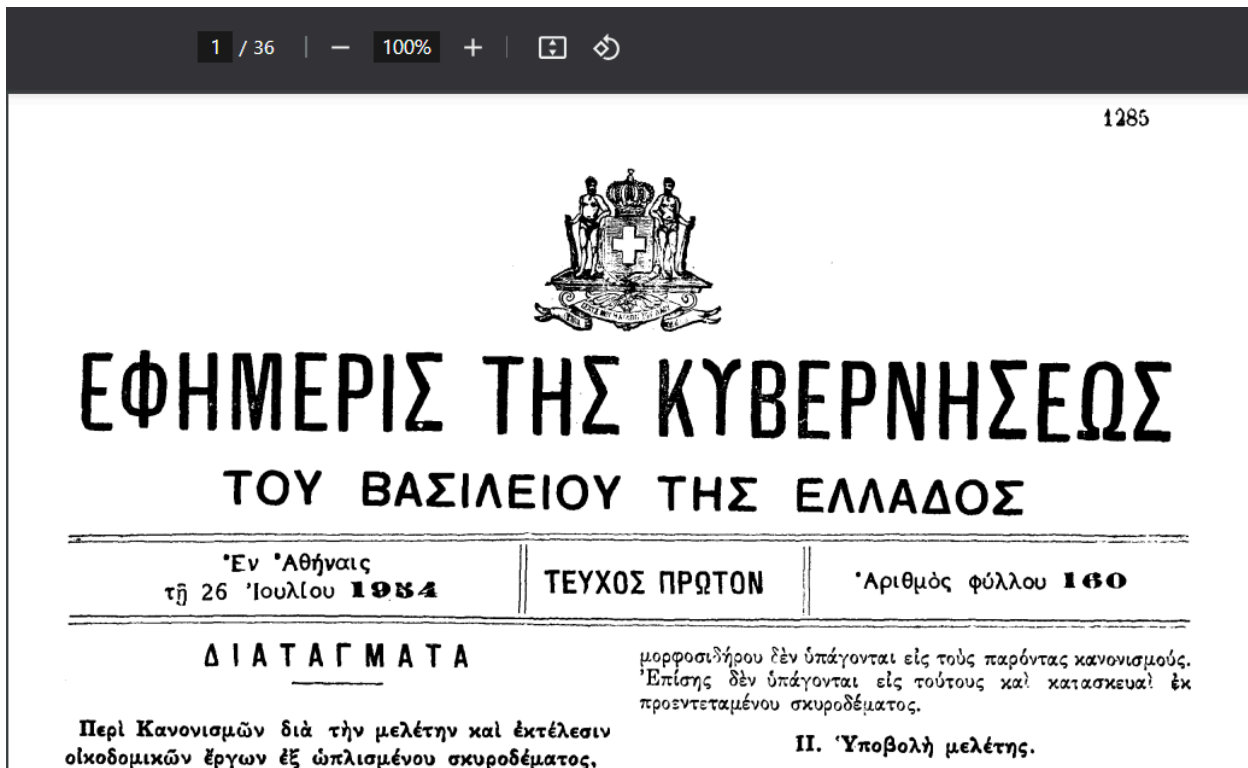 1 / 36
100%
1285
ΕΦΗΜΕΡΙΣ ΤΗΣ ΚΥΒΕΡΝΗΣΕΩΣ
ΤΟΥ ΒΑΣΙΛΕΙΟΥ ΤΗΣ ΕΛΛΑΔΟΣ
Ἐν Ἀθήναις
τῇ 26 Ἰουλίου 1954
ΤΕΥΧΟΣ ΠΡΩΤΟΝ
Ἀριθμὸς φύλλου 160
ΔΙΑΤΑΓΜΑΤΑ
Περὶ Κανονισμῶν διὰ τὴν μελέτην καὶ ἐκτέλεσιν
οἰκοδομικῶν ἔργων ἐξ ὡπλισμένου σκυροδέματος,
μορφοσιδήρου δὲν ὑπάγονται εἰς τοὺς παρόντας κανονισμούς.
Ἐπίσης δὲν ὑπάγονται εἰς τούτους καὶ κατασκευαὶ ἐκ
προεντεταμένου σκυροδέματος.
II. Ὑποβολὴ μελέτης.